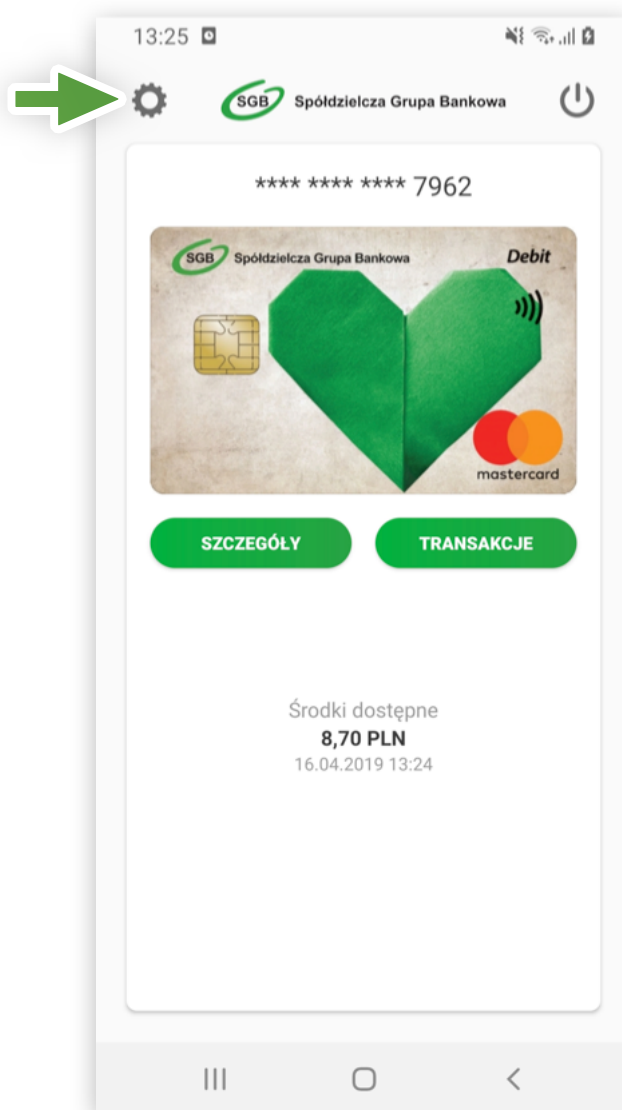 13:25
SGB Spółdzielcza Grupa Bankowa
**** **** **** 7962
SGB Spółdzielcza Grupa Bankowa Debit
mastercard
SZCZEGÓŁY TRANSAKCJE
Środki dostępne
8,70 PLN
16.04.2019 13:24